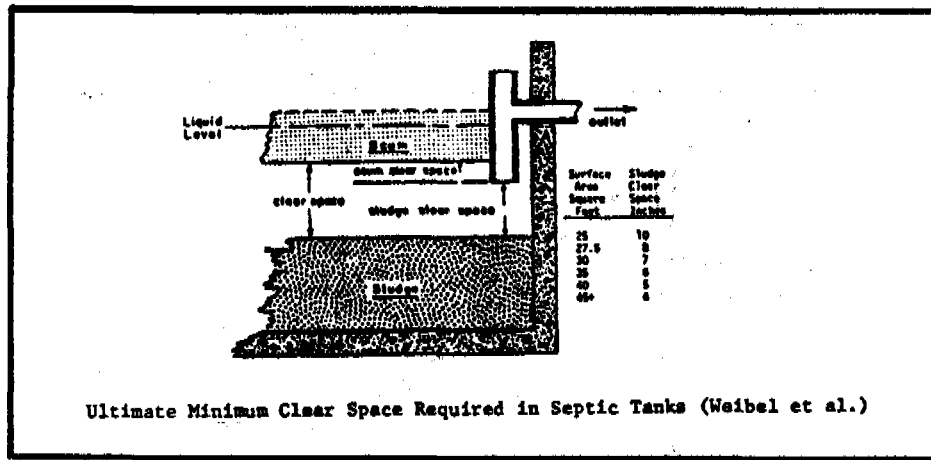 Liquid
Level
Scum
scum clear space
clear space
sludge clear space
Sludge
outlet
Surface Sludge
Area Clear
Square Space
Feet Inches
25 10
27.5 8
30 7
35 6
40 5
Ultimate Minimum Clear Space Required in Septic Tanks (Weibel et al.)